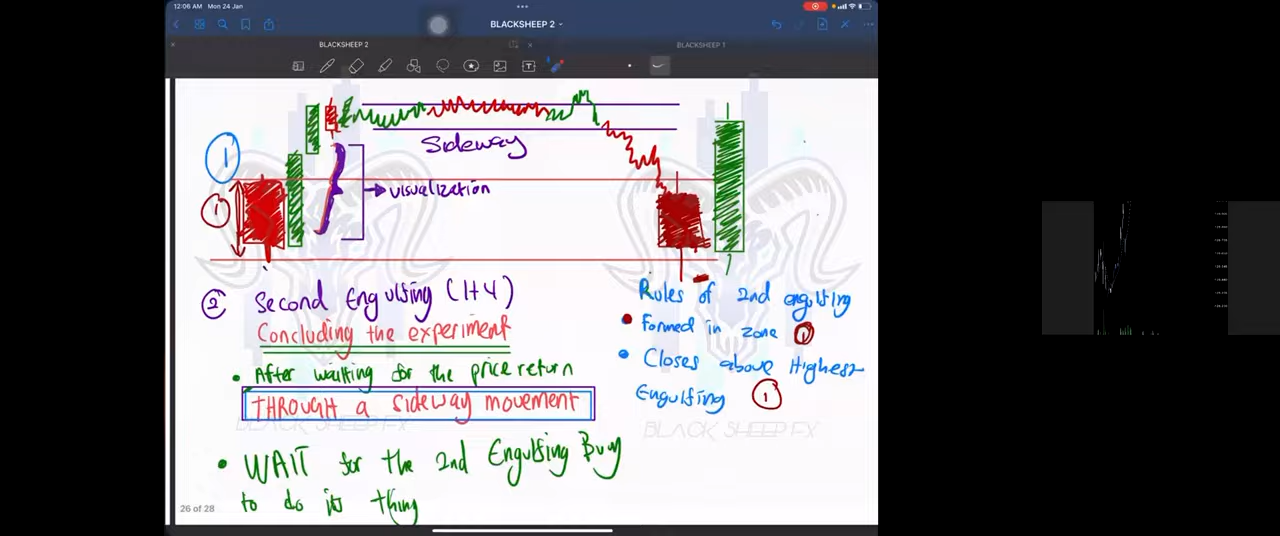 12:06 AM Mon 24 Jan
BLACKSHEEP 2
BLACKSHEEP 2
BLACKSHEEP 1
Sideway
1
1
visualization
2 Second Engulfing (H4)
Concluding the experiment
• After waiting for the price return
THROUGH a sideway movement
• WAIT for the 2nd Engulfing Buy
to do its thing
Rules of 2nd engulfing
• Formed in zone 1
• Closes above Highest
Engulfing 1
BLACK SHEEP FX
BLACK SHEEP FX
26 of 28